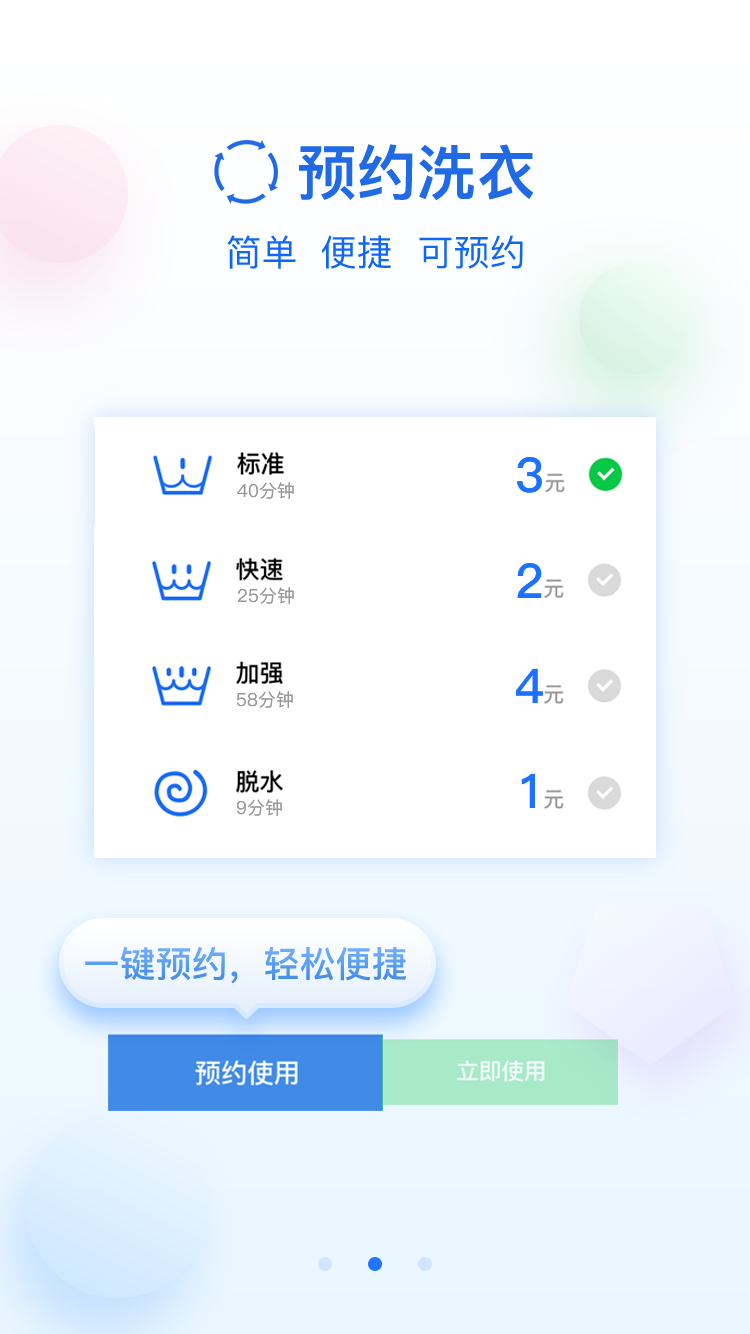 预约洗衣
简单 便捷 可预约
标准
40分钟
3元
快速
25分钟
2元
加强
58分钟
4元
脱水
9分钟
1元
一键预约，轻松便捷
预约使用
立即使用